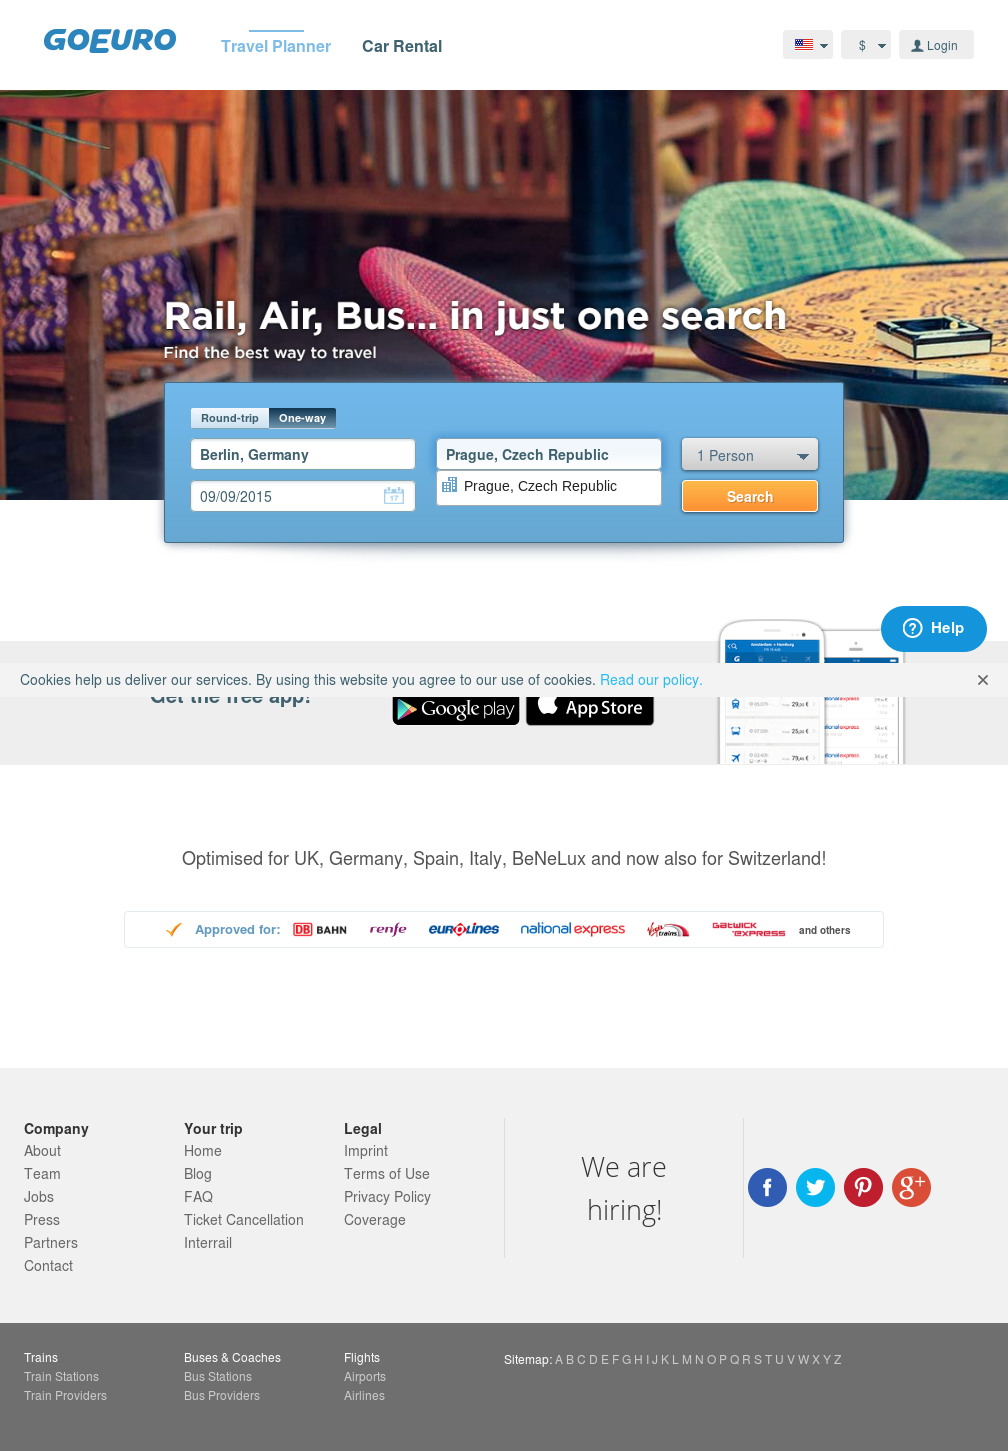 GOEURO
Travel Planner
Car Rental
$
Login
Rail, Air, Bus... in just one search
Find the best way to travel
Round-trip
One-way
Berlin, Germany
Prague, Czech Republic
1 Person
09/09/2015
17
Prague, Czech Republic
Search
Help
Cookies help us deliver our services. By using this website you agree to our use of cookies. Read our policy.
Get the free app!
Google play
App Store
Optimised for UK, Germany, Spain, Italy, BeNeLux and now also for Switzerland!
Approved for:
DB BAHN
renfe
EUROLINES
national express
Virgin trains
GATWICK EXPRESS
and others
Company
About
Team
Jobs
Press
Partners
Contact
Your trip
Home
Blog
FAQ
Ticket Cancellation
Interrail
Legal
Imprint
Terms of Use
Privacy Policy
Coverage
We are
hiring!
Trains
Train Stations
Train Providers
Buses & Coaches
Bus Stations
Bus Providers
Flights
Airports
Airlines
Sitemap: A B C D E F G H I J K L M N O P Q R S T U V W X Y Z